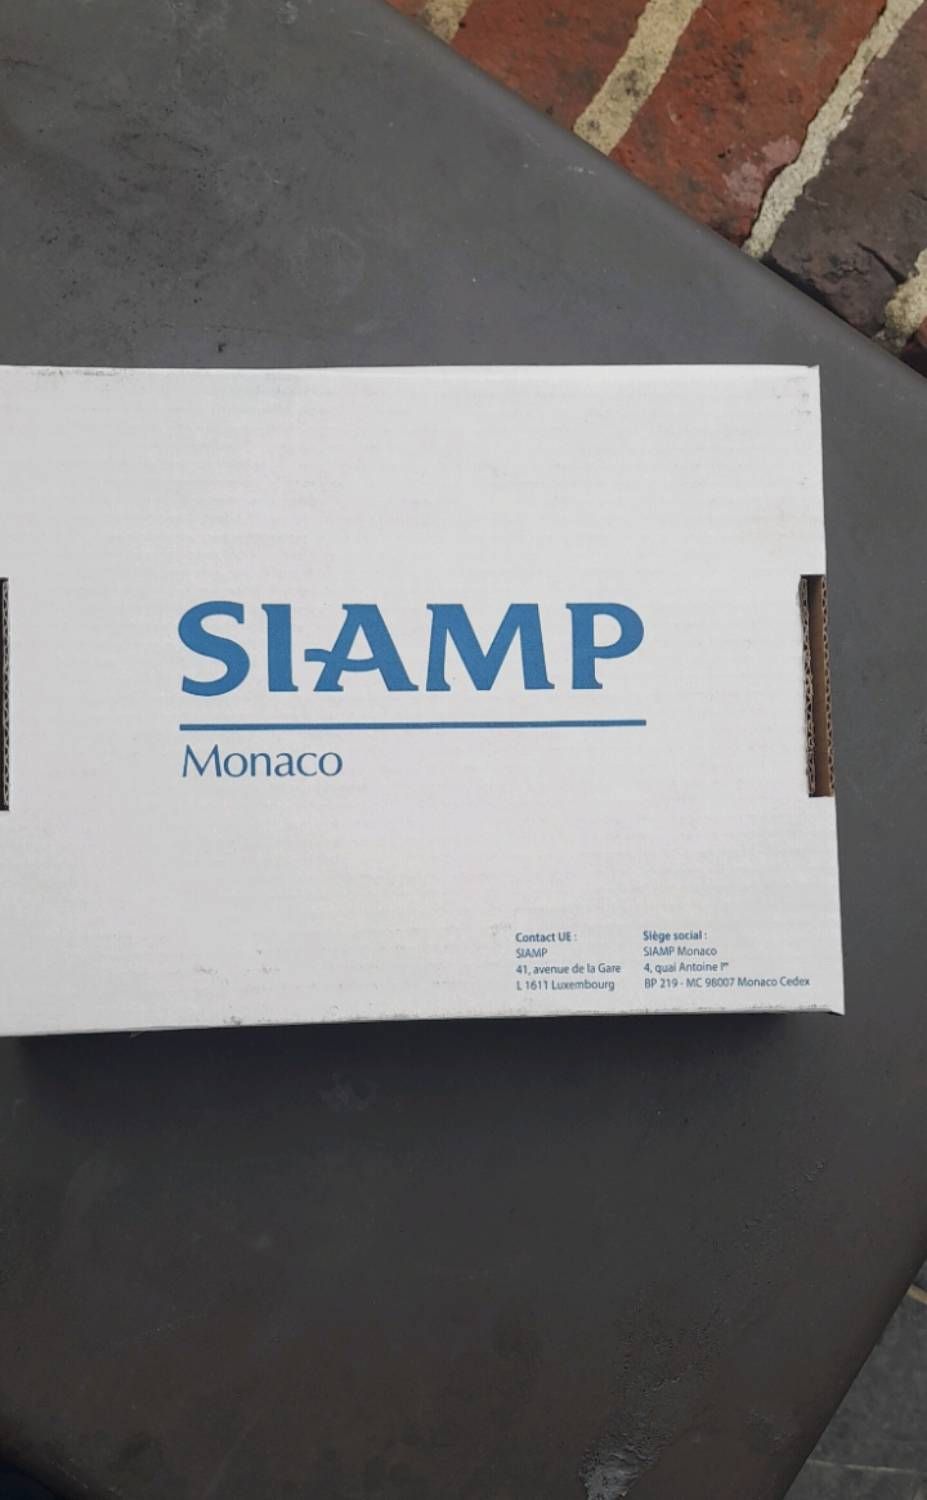 SIAMP
Monaco
Contact UE :
SIAMP
41, avenue de la Gare
L 1611 Luxembourg
Siège social :
SIAMP Monaco
4, quai Antoine Iᵉʳ
BP 219 - MC 98007 Monaco Cedex